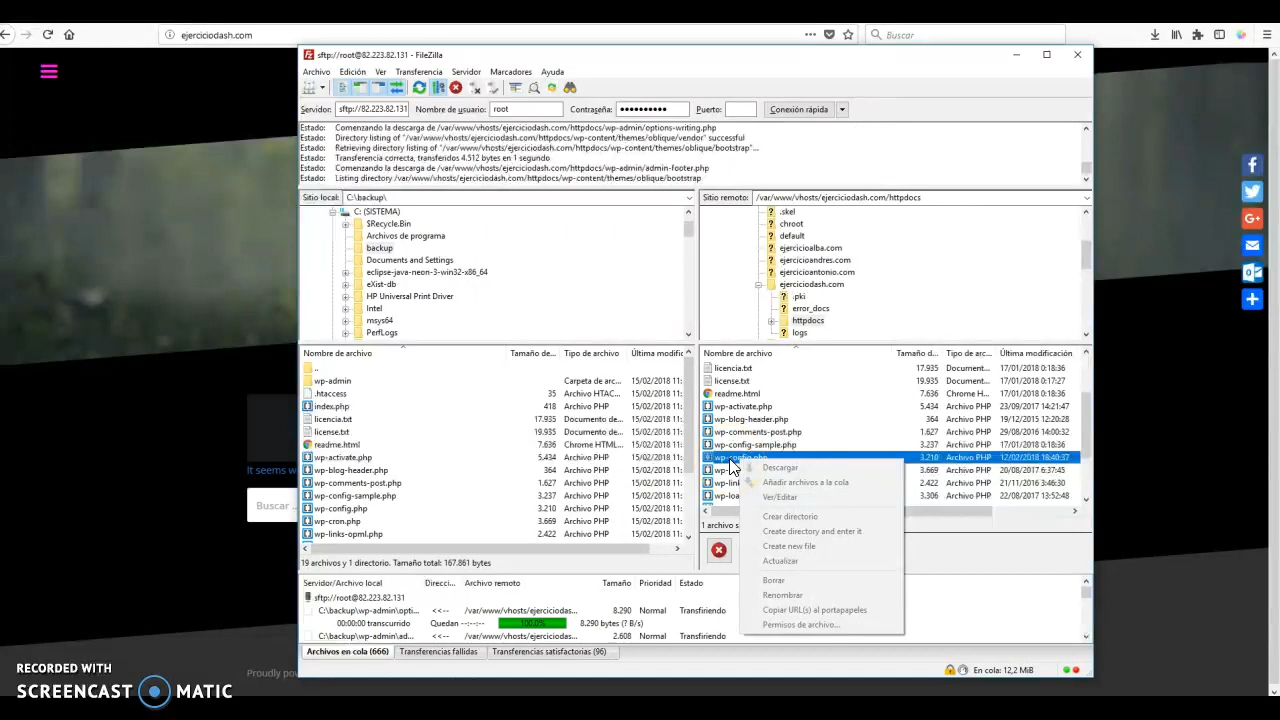 ejerciciodash.com
Buscar
sftp://root@82.223.82.131 - FileZilla
Archivo Edición Ver Transferencia Servidor Marcadores Ayuda
Servidor: sftp://82.223.82.131 Nombre de usuario: root Contraseña: ●●●●●●●●●● Puerto: Conexión rápida
Estado: Comenzando la descarga de /var/www/vhosts/ejerciciodash.com/httpdocs/wp-admin/options-writing.php
Estado: Directory listing of "/var/www/vhosts/ejerciciodash.com/httpdocs/wp-content/themes/oblique/vendor" successful
Estado: Retrieving directory listing of "/var/www/vhosts/ejerciciodash.com/httpdocs/wp-content/themes/oblique/bootstrap"...
Estado: Transferencia correcta, transferidos 4.512 bytes en 1 segundo
Estado: Comenzando la descarga de /var/www/vhosts/ejerciciodash.com/httpdocs/wp-admin/admin-footer.php
Estado: Listing directory /var/www/vhosts/ejerciciodash.com/httpdocs/wp-content/themes/oblique/bootstrap
Sitio local: C:\backup\
C: (SISTEMA)
$Recycle.Bin
Archivos de programa
backup
Documents and Settings
eclipse-java-neon-3-win32-x86_64
eXist-db
HP Universal Print Driver
Intel
msys64
PerfLogs
Sitio remoto: /var/www/vhosts/ejerciciodash.com/httpdocs
.skel
chroot
default
ejercicioalba.com
ejercicioandres.com
ejercicioantonio.com
ejerciciodash.com
.pki
error_docs
httpdocs
logs
Nombre de archivo Tamaño de... Tipo de archivo Última modific
..
wp-admin Carpeta de arc... 15/02/2018 11:
.htaccess 35 Archivo HTAC... 15/02/2018 11:
index.php 418 Archivo PHP 15/02/2018 11:
licencia.txt 17.935 Documento de... 15/02/2018 11:
license.txt 19.935 Documento de... 15/02/2018 11:
readme.html 7.636 Chrome HTML... 15/02/2018 11:
wp-activate.php 5.434 Archivo PHP 15/02/2018 11:
wp-blog-header.php 364 Archivo PHP 15/02/2018 11:
wp-comments-post.php 1.627 Archivo PHP 15/02/2018 11:
wp-config-sample.php 3.237 Archivo PHP 15/02/2018 11:
wp-config.php 3.210 Archivo PHP 15/02/2018 11:
wp-cron.php 3.669 Archivo PHP 15/02/2018 11:
wp-links-opml.php 2.422 Archivo PHP 15/02/2018 11:
19 archivos y 1 directorio. Tamaño total: 167.861 bytes
Nombre de archivo Tamaño d... Tipo de arc... Última modificación
licencia.txt 17.935 Document... 17/01/2018 0:18:36
license.txt 19.935 Document... 17/01/2018 0:17:27
readme.html 7.636 Chrome H... 17/01/2018 0:18:36
wp-activate.php 5.434 Archivo PHP 23/09/2017 14:21:47
wp-blog-header.php 364 Archivo PHP 19/12/2015 12:20:28
wp-comments-post.php 1.627 Archivo PHP 29/08/2016 14:00:32
wp-config-sample.php 3.237 Archivo PHP 17/01/2018 0:18:36
wp-config.php 3.210 Archivo PHP 12/02/2018 18:40:37
3.669 Archivo PHP 20/08/2017 6:37:45
wp-lin 2.422 Archivo PHP 21/11/2016 3:46:30
wp-loa 3.306 Archivo PHP 22/08/2017 13:52:48
1 archivo s
Descargar
Añadir archivos a la cola
Ver/Editar
Crear directorio
Create directory and enter it
Create new file
Actualizar
Borrar
Renombrar
Copiar URL(s) al portapapeles
Permisos de archivo...
Servidor/Archivo local Direcci... Archivo remoto Tamaño Prioridad Estado
sftp://root@82.223.82.131
C:\backup\wp-admin\opti... <<-- /var/www/vhosts/ejerciciodas... 8.290 Normal Transfiriendo
00:00:00 transcurrido Quedan --:--:-- 100.0% 8.290 bytes (? B/s)
C:\backup\wp-admin\ad... <<-- /var/www/vhosts/ejerciciodas... 2.608 Normal Transfiriendo
Archivos en cola (666) Transferencias fallidas Transferencias satisfactorias (96)
En cola: 12,2 MiB
It seems w
Buscar ...
Proudly pov
RECORDED WITH
SCREENCAST MATIC